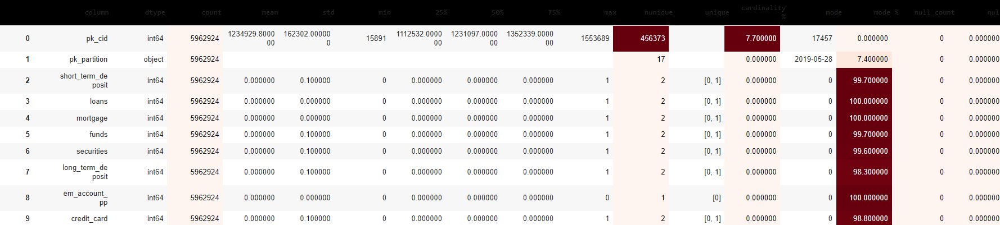 column dtype count mean std min 25% 50% 75% max nunique unique cardinality % mode mode % null_count nul
0 pk_cid int64 5962924 1234929.800000 162302.000000 15891 1112532.000000 1231097.000000 1352339.000000 1553689 456373 7.700000 17457 0.000000 0 0.000000
1 pk_partition object 5962924 17 0.000000 2019-05-28 7.400000 0 0.000000
2 short_term_deposit int64 5962924 0.000000 0.100000 0 0.000000 0.000000 0.000000 1 2 [0, 1] 0.000000 0 99.700000 0 0.000000
3 loans int64 5962924 0.000000 0.000000 0 0.000000 0.000000 0.000000 1 2 [0, 1] 0.000000 0 100.000000 0 0.000000
4 mortgage int64 5962924 0.000000 0.000000 0 0.000000 0.000000 0.000000 1 2 [0, 1] 0.000000 0 100.000000 0 0.000000
5 funds int64 5962924 0.000000 0.100000 0 0.000000 0.000000 0.000000 1 2 [0, 1] 0.000000 0 99.700000 0 0.000000
6 securities int64 5962924 0.000000 0.100000 0 0.000000 0.000000 0.000000 1 2 [0, 1] 0.000000 0 99.600000 0 0.000000
7 long_term_deposit int64 5962924 0.000000 0.100000 0 0.000000 0.000000 0.000000 1 2 [0, 1] 0.000000 0 98.300000 0 0.000000
8 em_account_pp int64 5962924 0.000000 0.000000 0 0.000000 0.000000 0.000000 0 1 [0] 0.000000 0 100.000000 0 0.000000
9 credit_card int64 5962924 0.000000 0.100000 0 0.000000 0.000000 0.000000 1 2 [0, 1] 0.000000 0 98.800000 0 0.000000